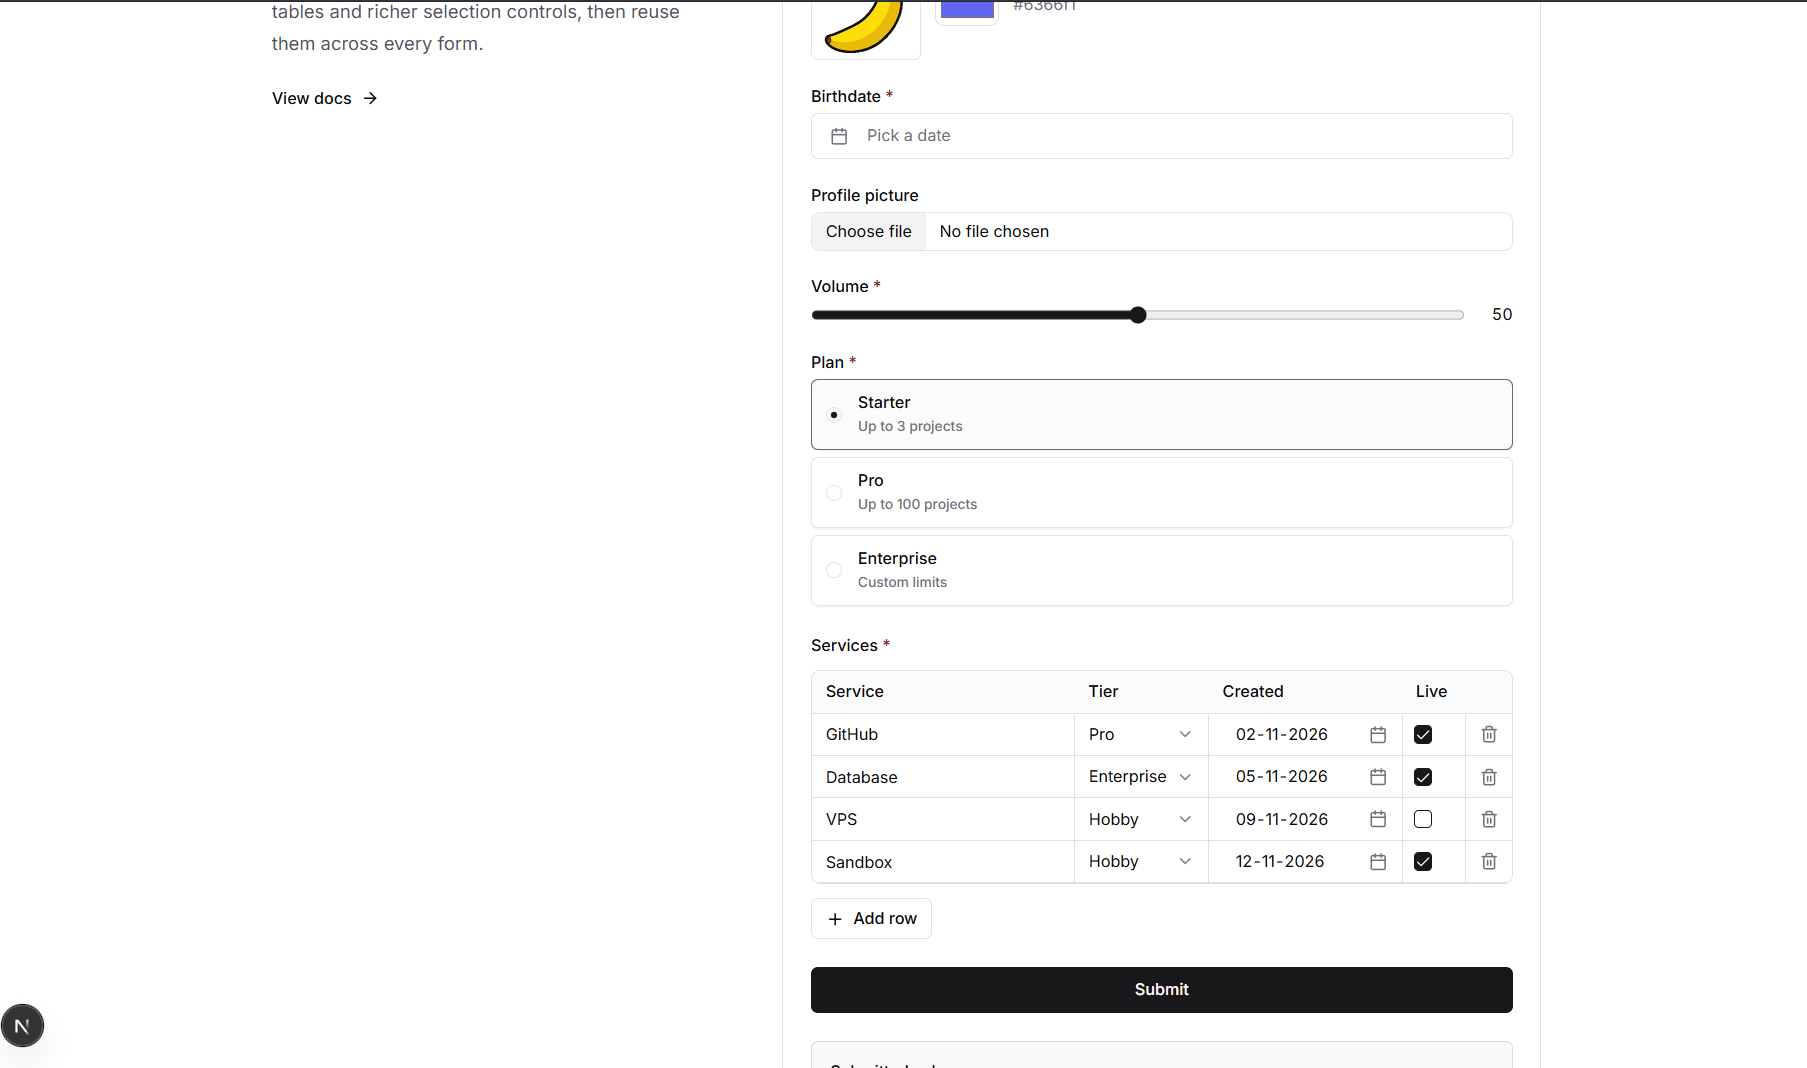 tables and richer selection controls, then reuse
them across every form.
View docs
#6366f1
Birthdate *
Pick a date
Profile picture
Choose file No file chosen
Volume *
50
Plan *
Starter
Up to 3 projects
Pro
Up to 100 projects
Enterprise
Custom limits
Services *
Service Tier Created Live
GitHub Pro 02-11-2026
Database Enterprise 05-11-2026
VPS Hobby 09-11-2026
Sandbox Hobby 12-11-2026
Add row
Submit
N